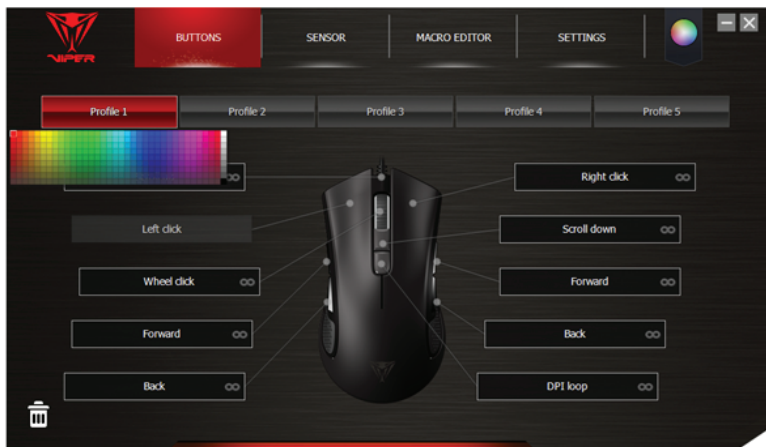 VIPER
BUTTONS
SENSOR
MACRO EDITOR
SETTINGS
Profile 1
Profile 2
Profile 3
Profile 4
Profile 5
Right click
Left click
Scroll down
Wheel click
Forward
Forward
Back
Back
DPI loop